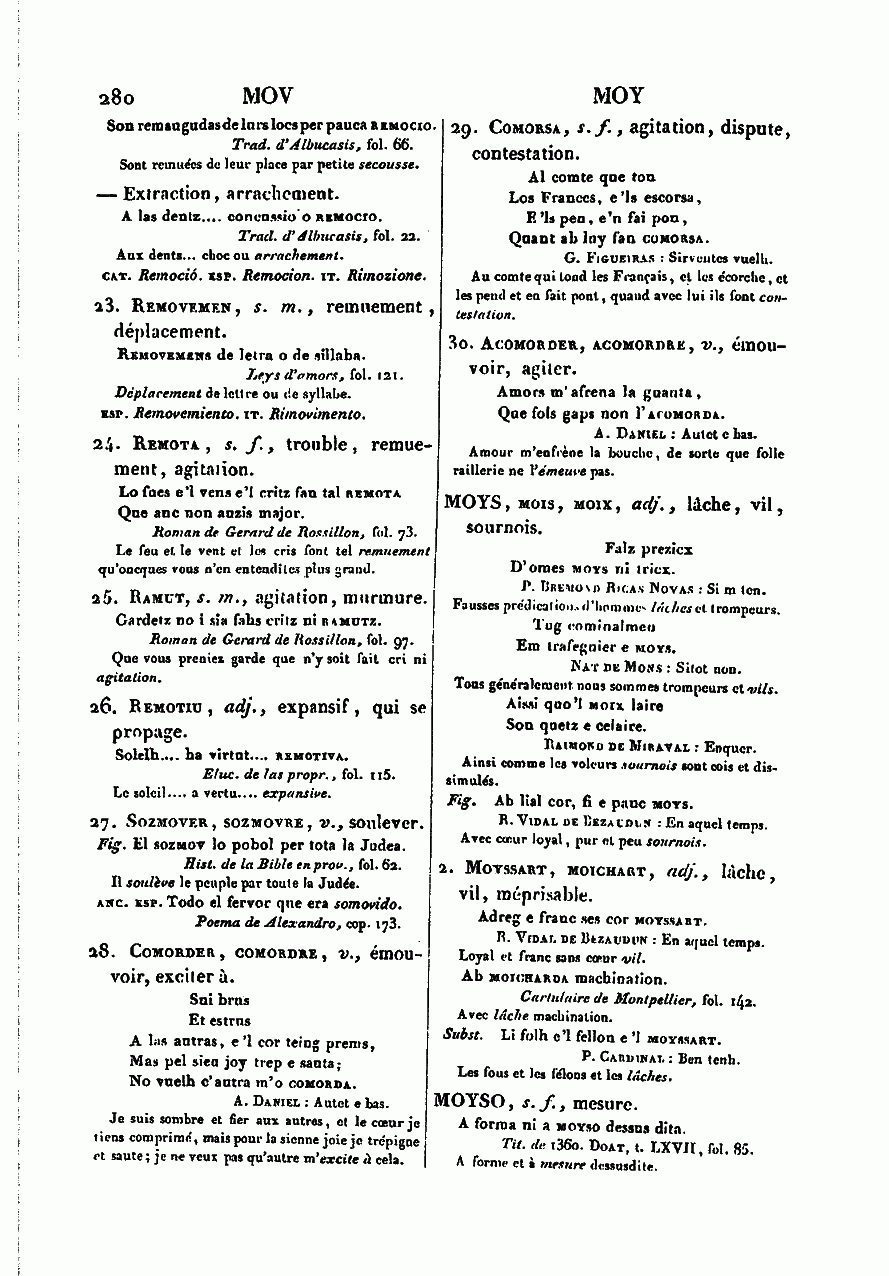 280 MOV MOY
Son remaugudas de lurs locs per pauca REMOCIO.
Trad. d'Albucasis, fol. 66.
Sont remuées de leur place par petite secousse.
— Extraction, arrachement.
A las dentz.... concussio o REMOCIO.
Trad. d'Albucasis, fol. 22.
Aux dents... choc ou arrachement.
CAT. Remoció. ESP. Remocion. IT. Rimozione.
23. REMOVEMEN, s. m., remuement,
déplacement.
REMOVEMENS de letra o de sillaba.
Leys d'amors, fol. 121.
Déplacement de lettre ou de syllabe.
ESP. Removemiento. IT. Rimovimento.
24. REMOTA, s. f., trouble, remue-
ment, agitation.
Lo fues e'l vens e'l critz fan tal REMOTA
Que anc non auzis major.
Roman de Gerard de Rossillon, fol. 73.
Le feu et le vent et les cris font tel remuement
qu'oncques vous n'en entendites plus grand.
25. RAMUT, s. m., agitation, murmure.
Gardetz no i sia fahs critz ni RAMUTZ.
Roman de Gerard de Rossillon, fol. 97.
Que vous preniez garde que n'y soit fait cri ni
agitation.
26. REMOTIU, adj., expansif, qui se
propage.
Solelh.... ha virtut.... REMOTIVA.
Eluc. de las propr., fol. 115.
Le soleil.... a vertu.... expansive.
27. SOZMOVER, SOZMOVRE, v., soulever.
Fig. El SOZMOV lo pobol per tota la Judea.
Hist. de la Bible en prov., fol. 62.
Il soulève le peuple par toute la Judée.
ANC. ESP. Todo el fervor que era somovido.
Poema de Alexandro, cop. 173.
28. COMORDER, COMORDRE, v., émou-
voir, exciter à.
Sui brus
Et estrus
A las autras, e'l cor teing prems,
Mas pel sieu joy trep e sauta;
No vuelh c'autra m'o COMORDA.
A. DANIEL : Autet e bas.
Je suis sombre et fier aux autres, et le cœur je
tiens comprimé, mais pour la sienne joie je trépigne
et saute; je ne veux pas qu'autre m'excite à cela.
29. COMORSA, s. f., agitation, dispute,
contestation.
Al comte que ton
Los Frances, e'ls escorsa,
E'ls pen, e'n fai pon,
Quant ab luy fan COMORSA.
G. FIGUEIRAS : Sirventes vuelh.
Au comte qui tond les Français, et les écorche, et
les pend et en fait pont, quand avec lui ils font con-
testation.
30. ACOMORDER, ACOMORDRE, v., émou-
voir, agiter.
Amors m'afrena la guauta,
Que fols gaps non l'ACOMORDA.
A. DANIEL : Autet e bas.
Amour m'enfrène la bouche, de sorte que folle
raillerie ne l'émeuve pas.
MOYS, MOIS, MOIX, adj., lâche, vil,
sournois.
Falz prezicx
D'omes MOYS ni tricx.
P. BREMOND RICAS NOVAS : Si m ten.
Fausses prédications d'hommes lâches et trompeurs.
Tug cominalmen
Em trafeguier e MOYS.
NAT DE MONS : Sitot non.
Tous généralement nous sommes trompeurs et vils.
Aissi quo'l MOIX laire
Son quetz e celaire.
RAIMOND DE MIRAVAL : Enquer.
Ainsi comme les voleurs sournois sont cois et dis-
simulés.
Fig. Ab lial cor, fi e pauc MOYS.
R. VIDAL DE BEZAUDUN : En aquel temps.
Avec cœur loyal, pur et peu sournois.
2. MOYSSART, MOICHART, adj., lâche,
vil, méprisable.
Adreg e franc ses cor MOYSSART.
R. VIDAL DE BEZAUDUN : En aquel temps.
Loyal et franc sans cœur vil.
Ab MOICHARDA machination.
Cartulaire de Montpellier, fol. 142.
Avec lâche machination.
Subst. Li folh e'l fellon e'l MOYSSART.
P. CARDINAL : Ben tenh.
Les fous et les félons et les lâches.
MOYSO, s. f., mesure.
A forma ni a MOYSO dessus dita.
Tit. de 1360. DOAT, t. LXVII, fol. 85.
A forme et à mesure dessusdite.